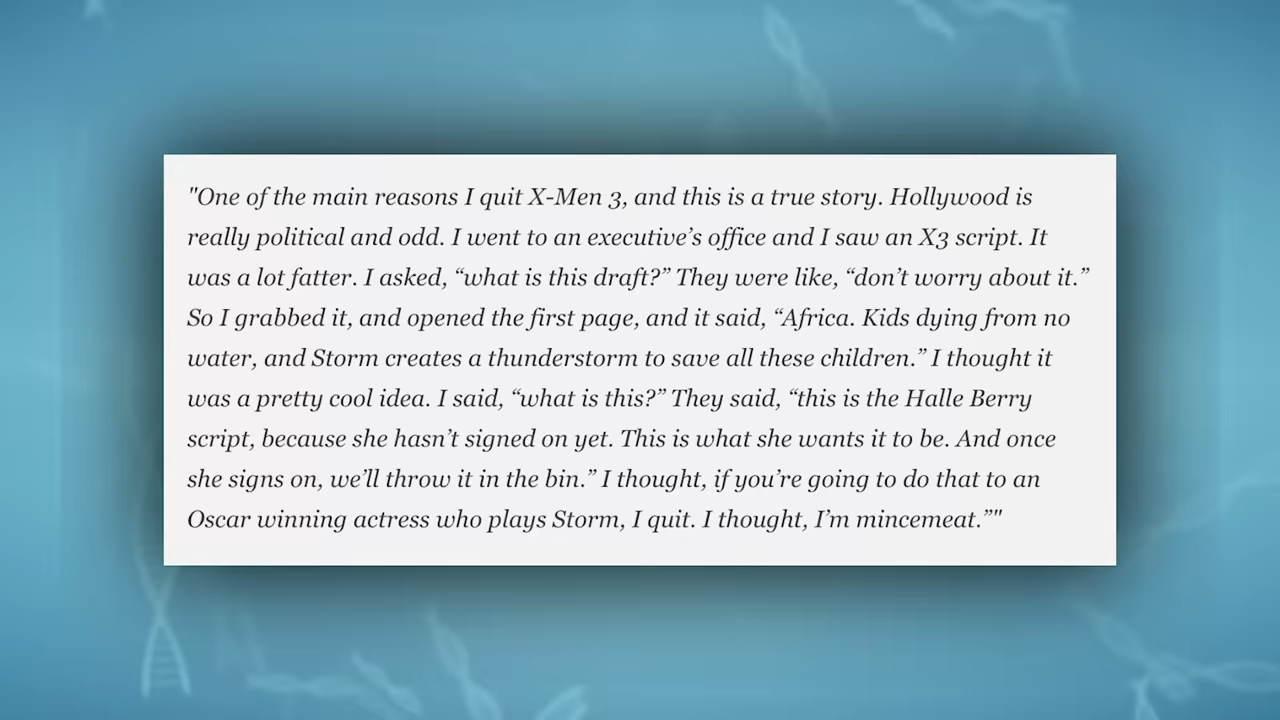 "One of the main reasons I quit X-Men 3, and this is a true story. Hollywood is
really political and odd. I went to an executive’s office and I saw an X3 script. It
was a lot fatter. I asked, “what is this draft?” They were like, “don’t worry about it.”
So I grabbed it, and opened the first page, and it said, “Africa. Kids dying from no
water, and Storm creates a thunderstorm to save all these children.” I thought it
was a pretty cool idea. I said, “what is this?” They said, “this is the Halle Berry
script, because she hasn’t signed on yet. This is what she wants it to be. And once
she signs on, we’ll throw it in the bin.” I thought, if you’re going to do that to an
Oscar winning actress who plays Storm, I quit. I thought, I’m mincemeat.”"